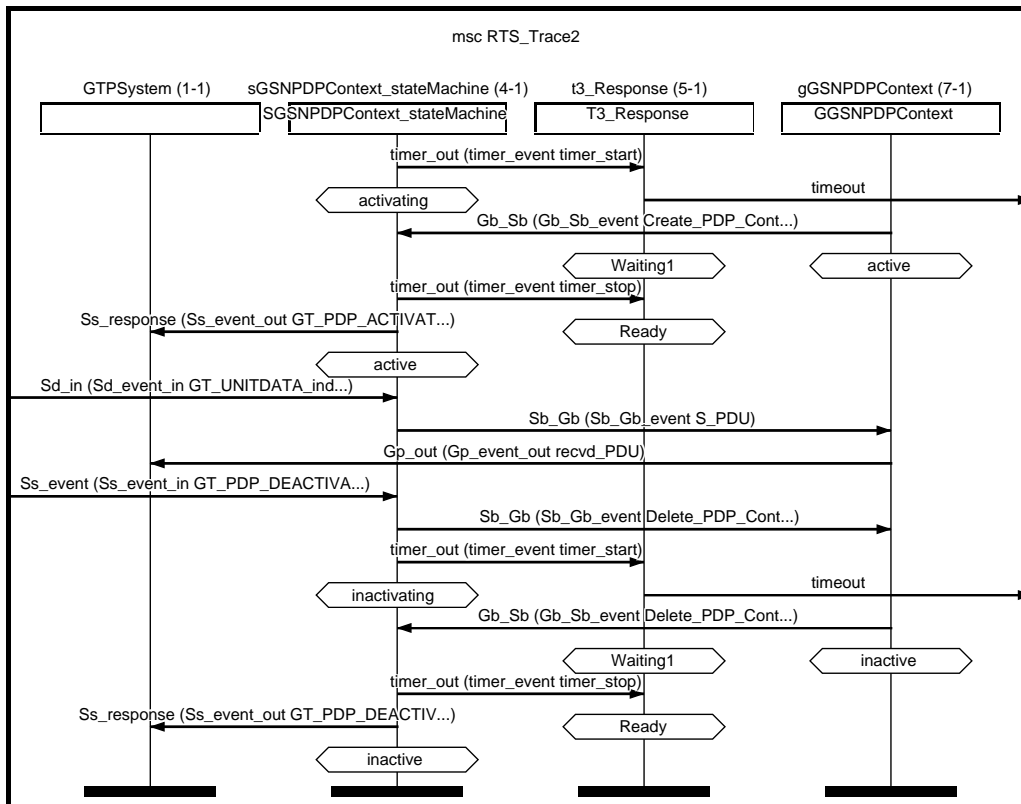 msc RTS_Trace2
GTPSystem (1-1)
sGSNPDPContext_stateMachine (4-1)
t3_Response (5-1)
gGSNPDPContext (7-1)
SGSNPDPContext_stateMachine
T3_Response
GGSNPDPContext
timer_out (timer_event timer_start)
timeout
activating
Gb_Sb (Gb_Sb_event Create_PDP_Cont...)
Waiting1
active
timer_out (timer_event timer_stop)
Ss_response (Ss_event_out GT_PDP_ACTIVAT...)
Ready
active
Sd_in (Sd_event_in GT_UNITDATA_ind...)
Sb_Gb (Sb_Gb_event S_PDU)
Gp_out (Gp_event_out recvd_PDU)
Ss_event (Ss_event_in GT_PDP_DEACTIVA...)
Sb_Gb (Sb_Gb_event Delete_PDP_Cont...)
timer_out (timer_event timer_start)
timeout
inactivating
Gb_Sb (Gb_Sb_event Delete_PDP_Cont...)
Waiting1
inactive
timer_out (timer_event timer_stop)
Ss_response (Ss_event_out GT_PDP_DEACTIV...)
Ready
inactive